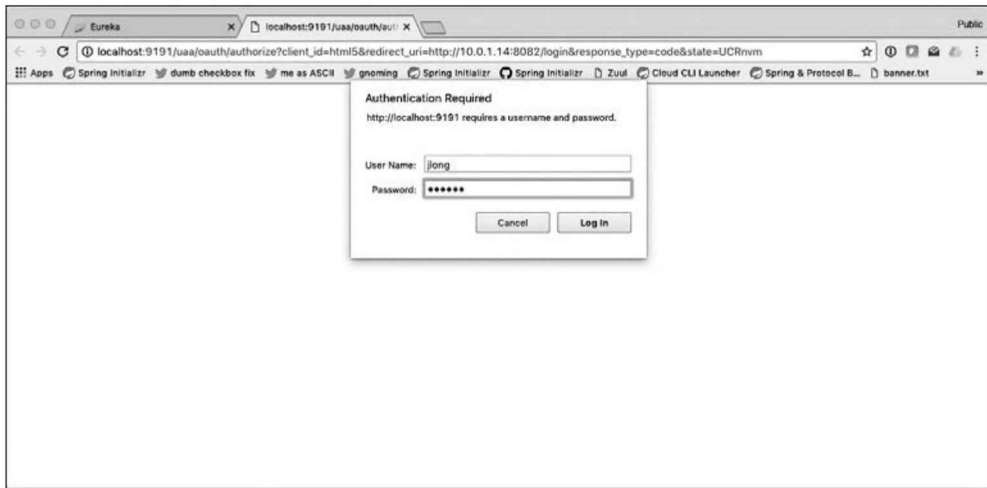 Eureka
localhost:9191/uaa/oauth/auth
Public
localhost:9191/uaa/oauth/authorize?client_id=html5&redirect_uri=http://10.0.1.14:8082/login&response_type=code&state=UCRnvm
Apps Spring Initializr dumb checkbox fix me as ASCII gnoming Spring Initializr Spring Initializr Zuul Cloud CLI Launcher Spring & Protocol B... banner.txt »
Authentication Required
http://localhost:9191 requires a username and password.
User Name: jlong
Password: ••••••
Cancel Log In